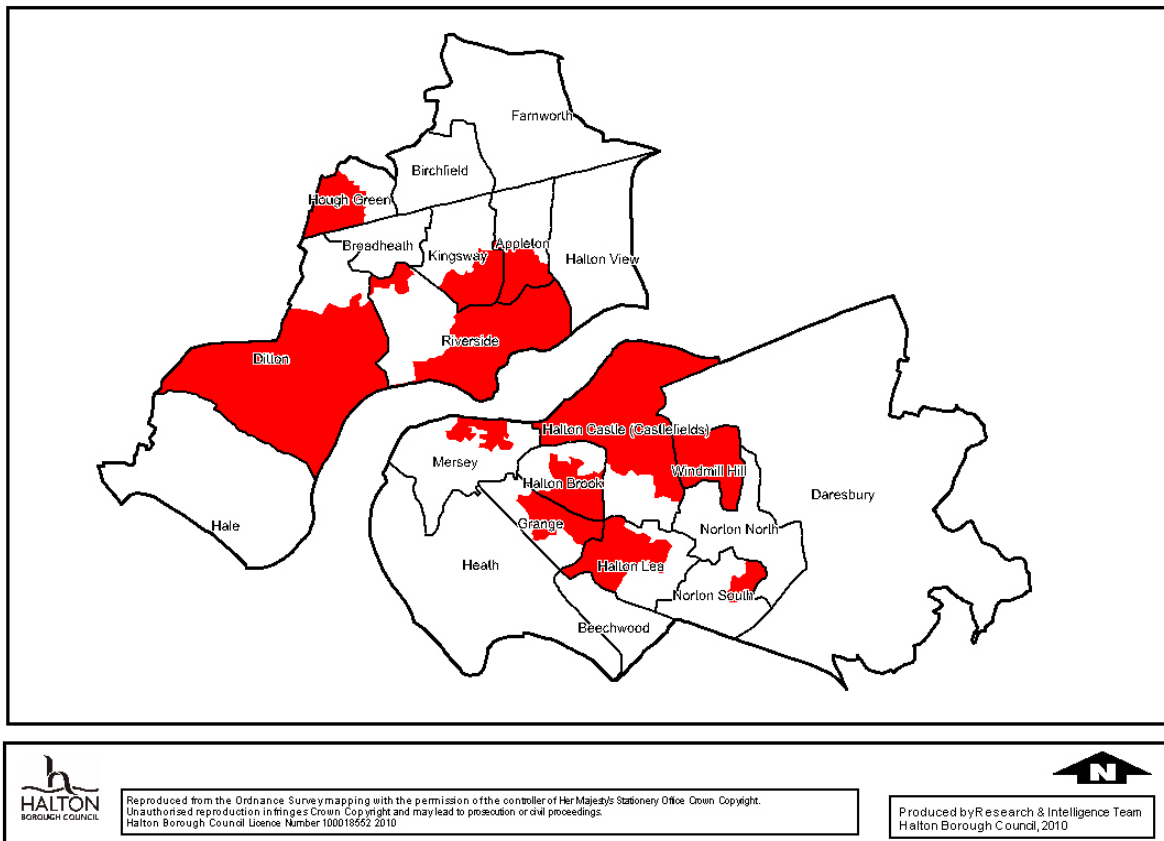 Farnworth
Birchfield
Hough Green
Broadheath
Appleton
Kingsway
Halton View
Riverside
Ditton
Halton Castle (Castlefields)
Mersey
Windmill Hill
Halton Brook
Daresbury
Hale
Grange
Norton North
Heath
Halton Lea
Norton South
Beechwood
N
h
HALTON
BOROUGH COUNCIL
Reproduced from the Ordnance Survey mapping with the permission of the controller of Her Majesty's Stationery Office Crown Copyright.
Unauthorised reproduction infringes Crown Copyright and may lead to prosecution or civil proceedings.
Halton Borough Council Licence Number 100018552 2010
Produced by Research & Intelligence Team
Halton Borough Council, 2010